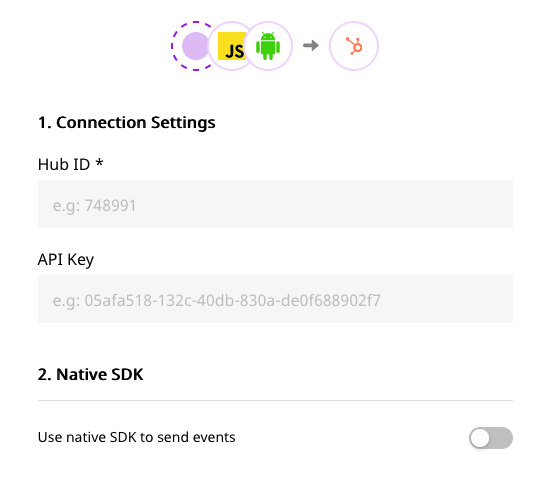 JS
1. Connection Settings
Hub ID *
e.g: 748991
API Key
e.g: 05afa518-132c-40db-830a-de0f688902f7
2. Native SDK
Use native SDK to send events